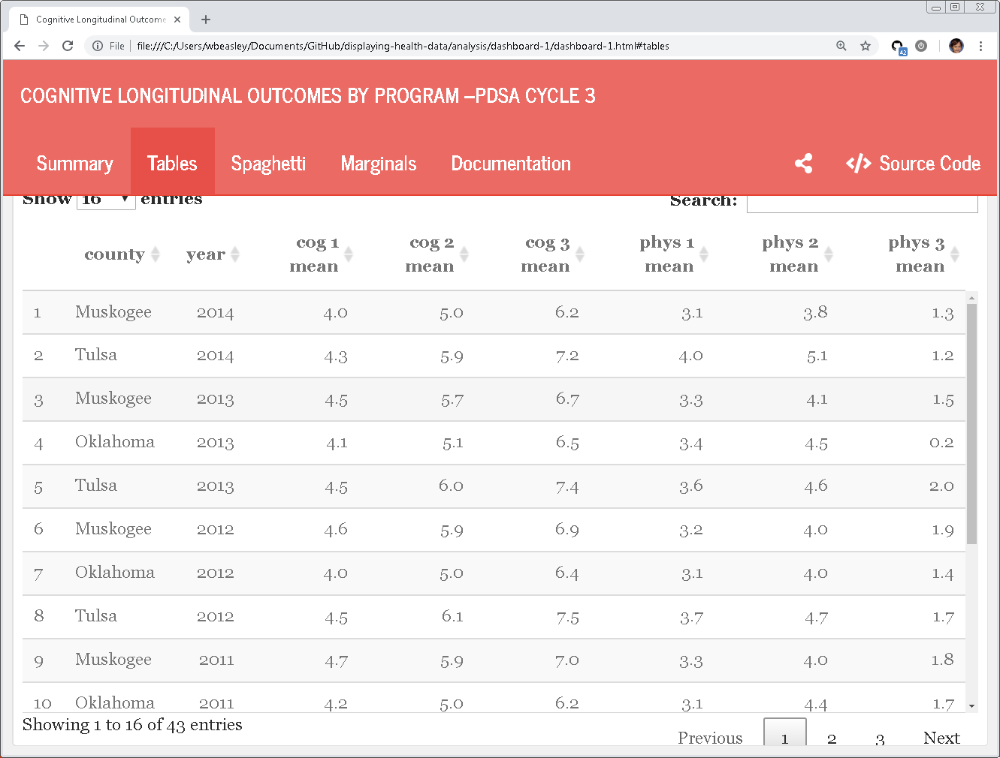 Cognitive Longitudinal Outcome
File file:///C:/Users/wbeasley/Documents/GitHub/displaying-health-data/analysis/dashboard-1/dashboard-1.html#tables 42
COGNITIVE LONGITUDINAL OUTCOMES BY PROGRAM –PDSA CYCLE 3
Summary Tables Spaghetti Marginals Documentation </> Source Code
Show 16 entries Search:
county year cog 1 mean cog 2 mean cog 3 mean phys 1 mean phys 2 mean phys 3 mean
1 Muskogee 2014 4.0 5.0 6.2 3.1 3.8 1.3
2 Tulsa 2014 4.3 5.9 7.2 4.0 5.1 1.2
3 Muskogee 2013 4.5 5.7 6.7 3.3 4.1 1.5
4 Oklahoma 2013 4.1 5.1 6.5 3.4 4.5 0.2
5 Tulsa 2013 4.5 6.0 7.4 3.6 4.6 2.0
6 Muskogee 2012 4.6 5.9 6.9 3.2 4.0 1.9
7 Oklahoma 2012 4.0 5.0 6.4 3.1 4.0 1.4
8 Tulsa 2012 4.5 6.1 7.5 3.7 4.7 1.7
9 Muskogee 2011 4.7 5.9 7.0 3.3 4.0 1.8
10 Oklahoma 2011 4.2 5.0 6.2 3.1 4.4 1.7
Showing 1 to 16 of 43 entries
Previous 1 2 3 Next